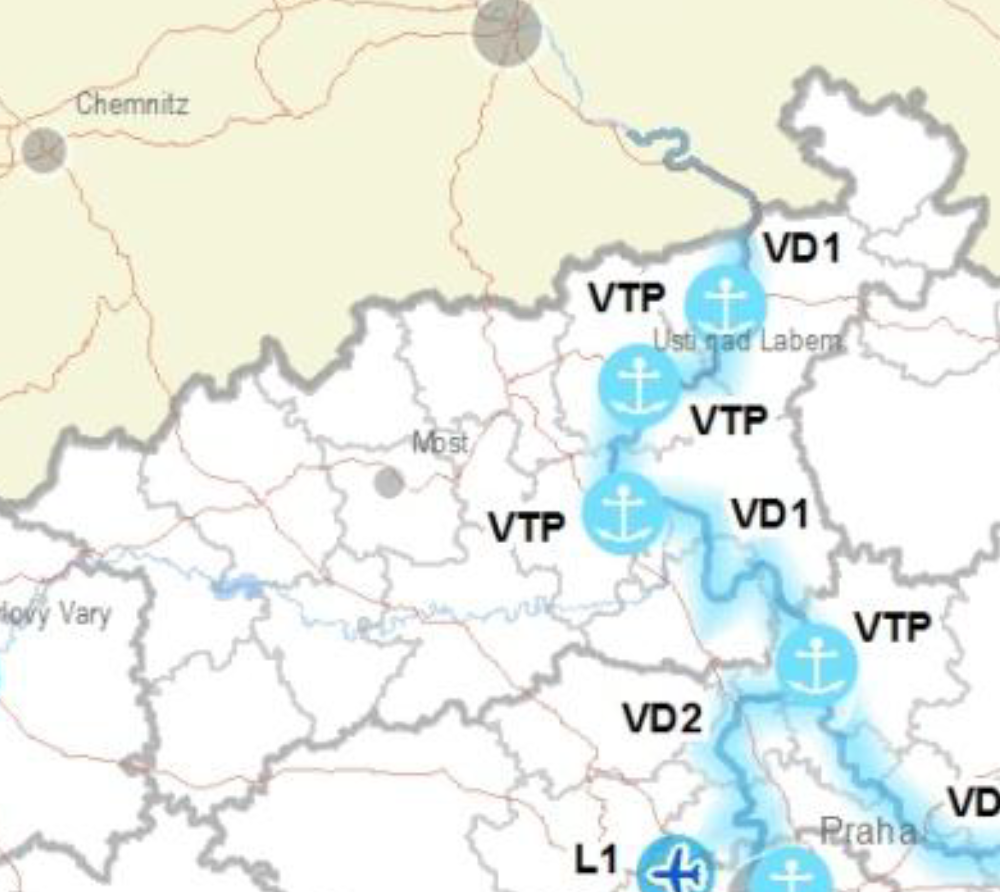 Chemnitz
VD1
VTP
Usti nad Labem
VTP
Most
VTP
VD1
lovy Vary
VTP
VD2
VD
Praha
L1